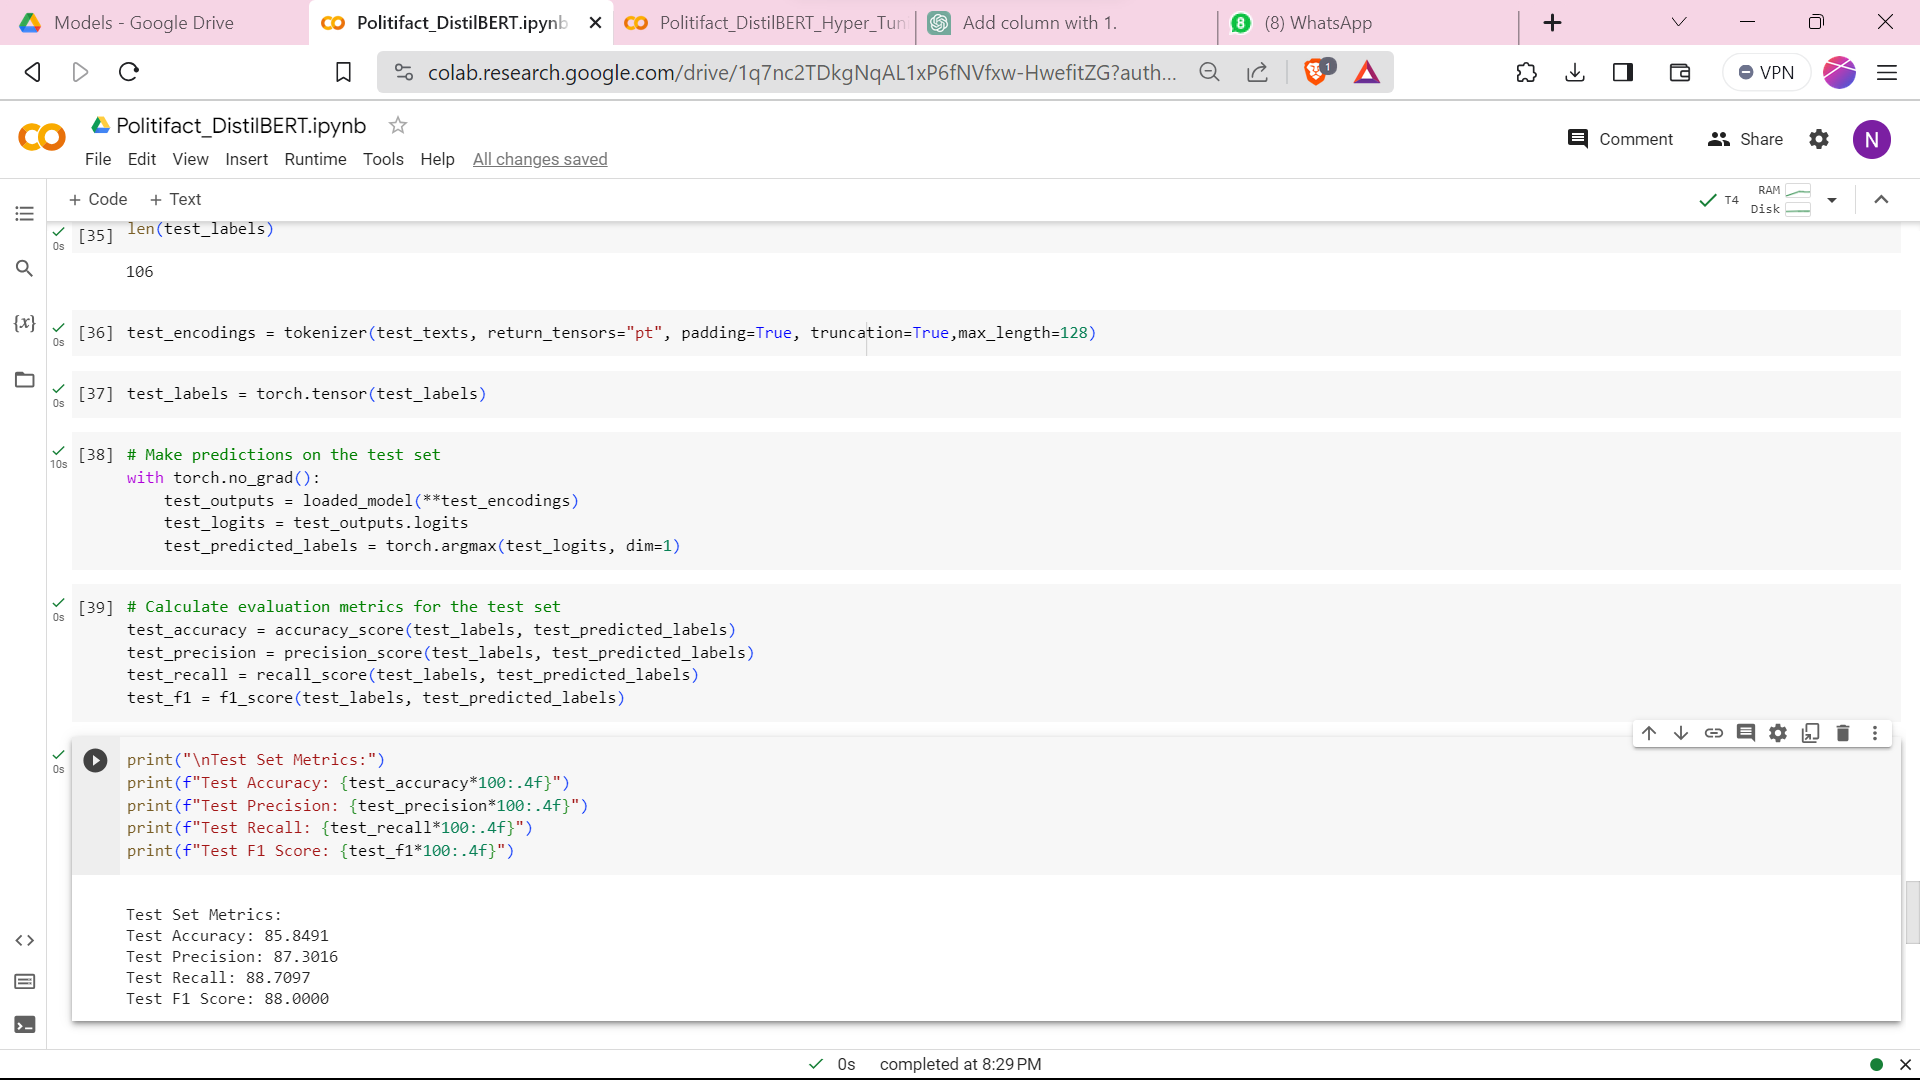 Models - Google Drive
Politifact_DistilBERT.ipynb
Politifact_DistilBERT_Hyper_Tun
Add column with 1.
8 (8) WhatsApp
colab.research.google.com/drive/1q7nc2TDkgNqAL1xP6fNVfxw-HwefitZG?auth...
1
VPN
Politifact_DistilBERT.ipynb
Comment
Share
N
File Edit View Insert Runtime Tools Help All changes saved
+ Code + Text
T4
RAM
Disk
[35] len(test_labels)
0s
106
[36] test_encodings = tokenizer(test_texts, return_tensors="pt", padding=True, truncation=True,max_length=128)
0s
[37] test_labels = torch.tensor(test_labels)
0s
[38] # Make predictions on the test set
10s
with torch.no_grad():
test_outputs = loaded_model(**test_encodings)
test_logits = test_outputs.logits
test_predicted_labels = torch.argmax(test_logits, dim=1)
[39] # Calculate evaluation metrics for the test set
0s
test_accuracy = accuracy_score(test_labels, test_predicted_labels)
test_precision = precision_score(test_labels, test_predicted_labels)
test_recall = recall_score(test_labels, test_predicted_labels)
test_f1 = f1_score(test_labels, test_predicted_labels)
print("\nTest Set Metrics:")
0s
print(f"Test Accuracy: {test_accuracy*100:.4f}")
print(f"Test Precision: {test_precision*100:.4f}")
print(f"Test Recall: {test_recall*100:.4f}")
print(f"Test F1 Score: {test_f1*100:.4f}")
Test Set Metrics:
Test Accuracy: 85.8491
Test Precision: 87.3016
Test Recall: 88.7097
Test F1 Score: 88.0000
0s completed at 8:29 PM